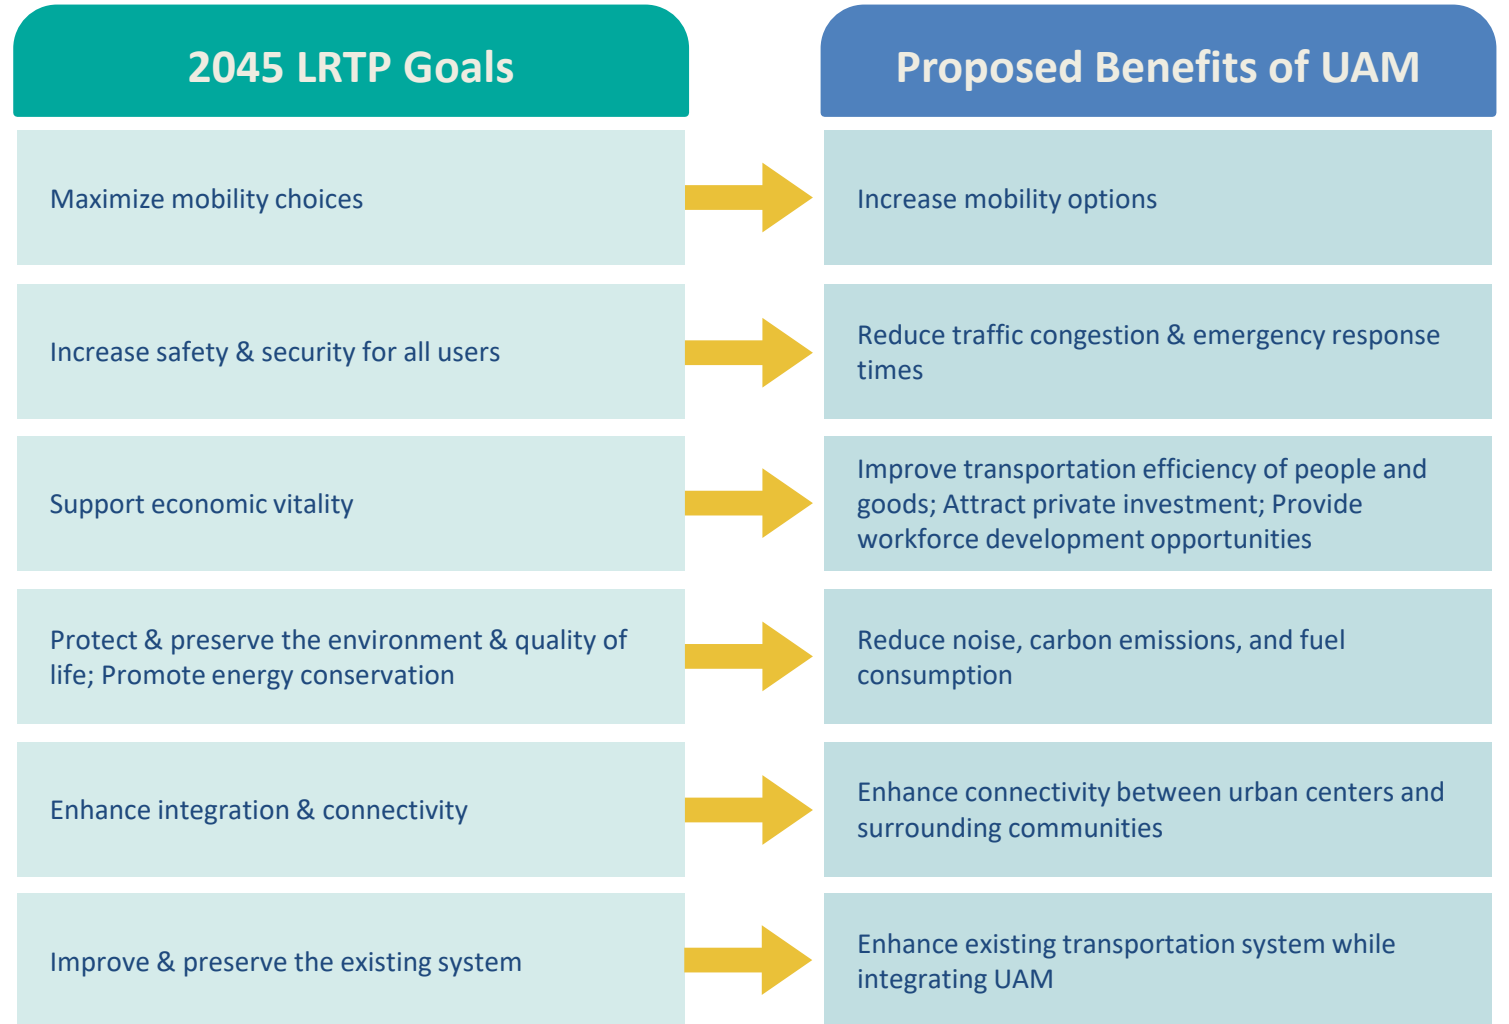 2045 LRTP Goals
Proposed Benefits of UAM
Maximize mobility choices
Increase mobility options
Increase safety & security for all users
Reduce traffic congestion & emergency response
times
Support economic vitality
Improve transportation efficiency of people and
goods; Attract private investment; Provide
workforce development opportunities
Protect & preserve the environment & quality of
life; Promote energy conservation
Reduce noise, carbon emissions, and fuel
consumption
Enhance integration & connectivity
Enhance connectivity between urban centers and
surrounding communities
Improve & preserve the existing system
Enhance existing transportation system while
integrating UAM